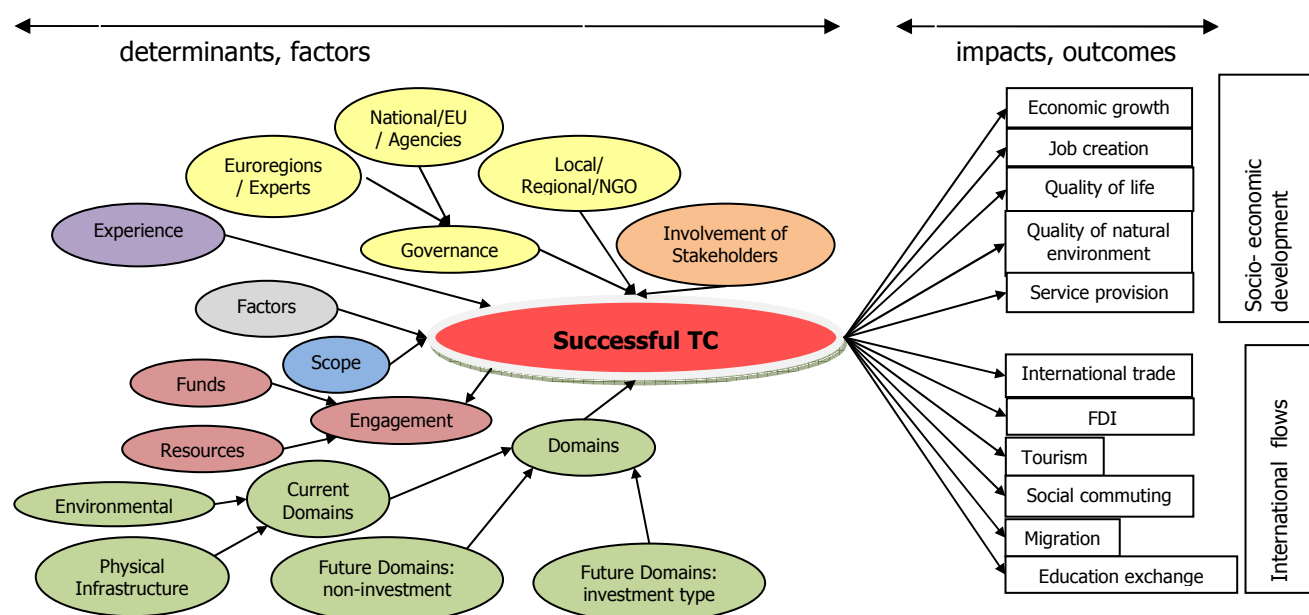 determinants, factors
impacts, outcomes
National/EU
/ Agencies
Euroregions
/ Experts
Local/
Regional/NGO
Experience
Governance
Involvement of
Stakeholders
Factors
Scope
Successful TC
Funds
Engagement
Resources
Domains
Environmental
Current
Domains
Physical
Infrastructure
Future Domains:
non-investment
Future Domains:
investment type
Economic growth
Job creation
Quality of life
Quality of natural
environment
Service provision
Socio- economic
development
International trade
FDI
Tourism
Social commuting
Migration
Education exchange
International flows